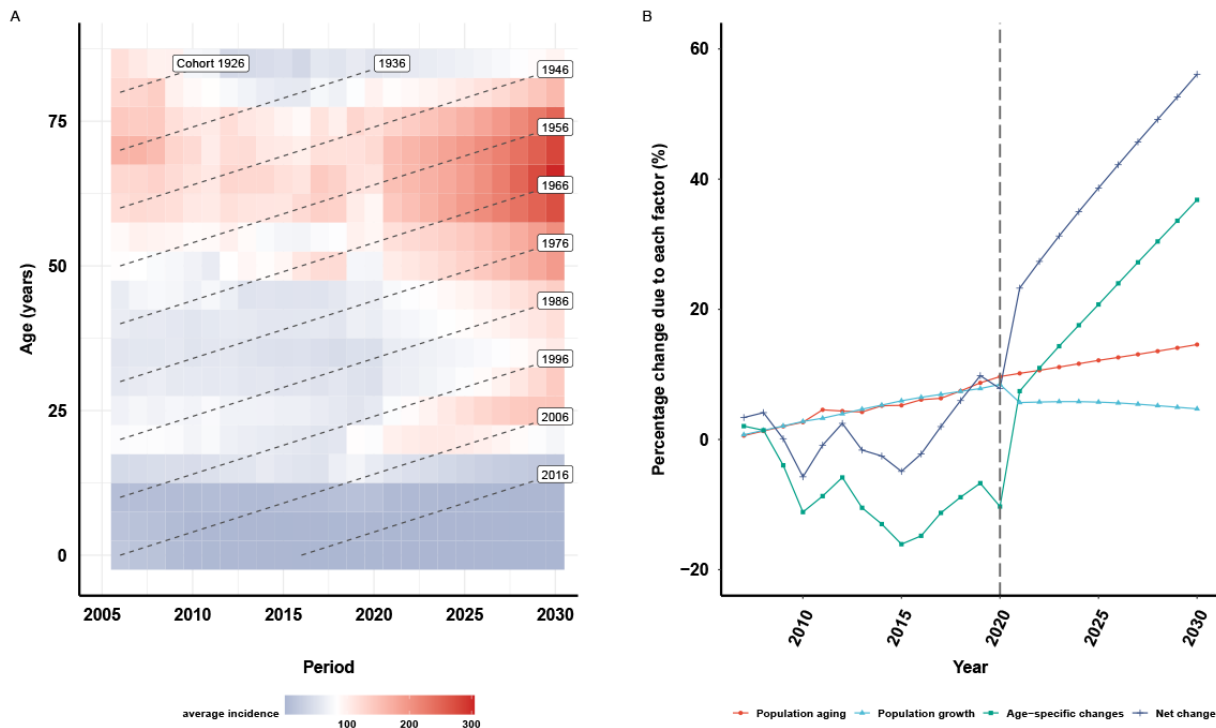 A
Age (years)
75
50
25
0
Cohort 1926
1936
1946
1956
1966
1976
1986
1996
2006
2016
2005
2010
2015
2020
2025
2030
Period
average incidence
100
200
300
B
Percentage change due to each factor (%)
60
40
20
0
−20
2010
2015
2020
2025
2030
Year
Population aging
Population growth
Age−specific changes
Net change